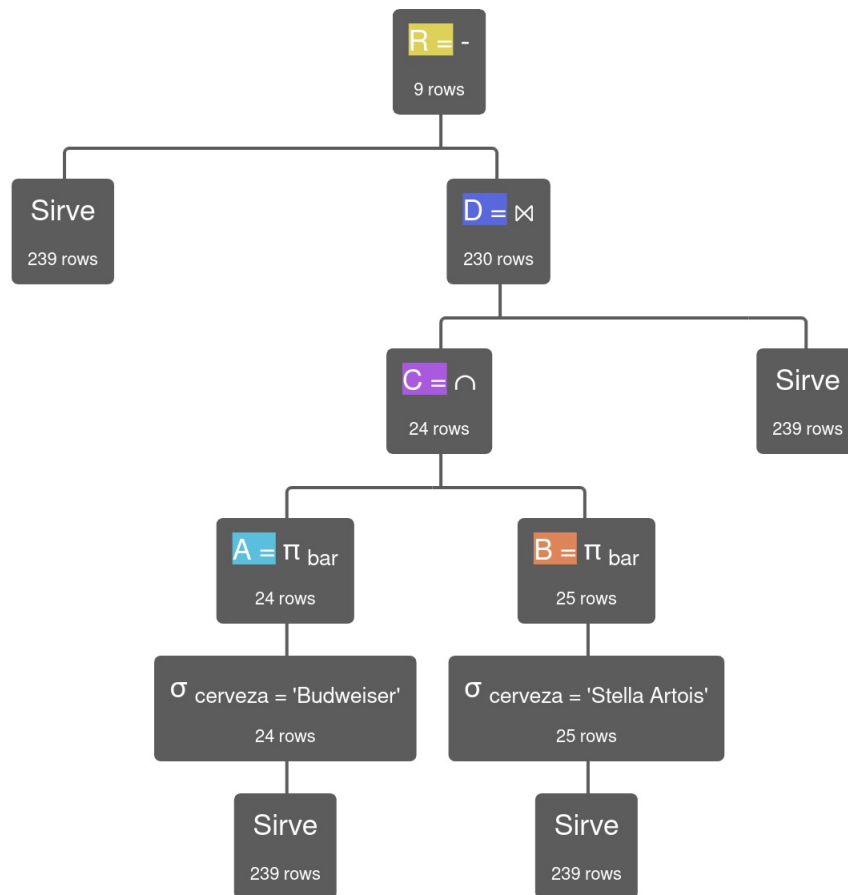 R = -
9 rows
Sirve
239 rows
D = ⋈
230 rows
C = ∩
24 rows
Sirve
239 rows
A = π bar
24 rows
B = π bar
25 rows
σ cerveza = 'Budweiser'
24 rows
σ cerveza = 'Stella Artois'
25 rows
Sirve
239 rows
Sirve
239 rows